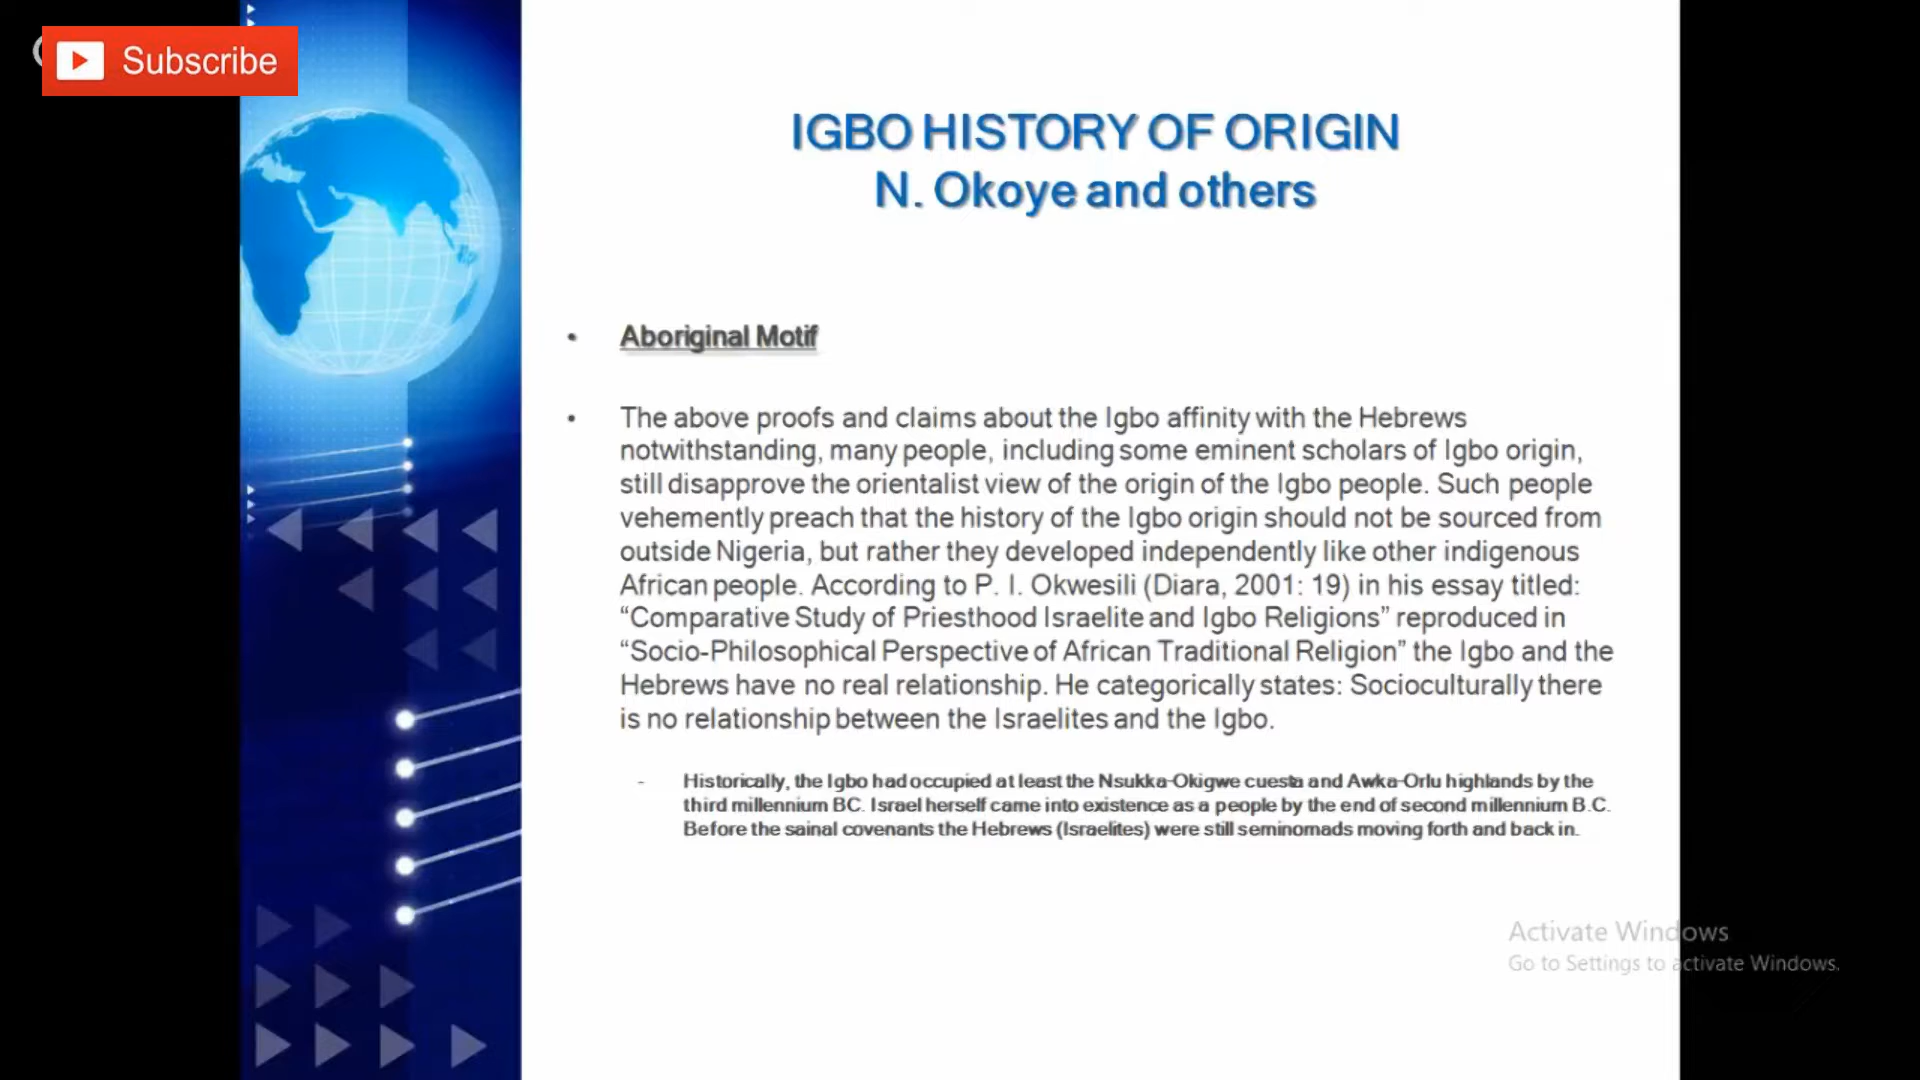 Subscribe
IGBO HISTORY OF ORIGIN
N. Okoye and others
• Aboriginal Motif
• The above proofs and claims about the Igbo affinity with the Hebrews
notwithstanding, many people, including some eminent scholars of Igbo origin,
still disapprove the orientalist view of the origin of the Igbo people. Such people
vehemently preach that the history of the Igbo origin should not be sourced from
outside Nigeria, but rather they developed independently like other indigenous
African people. According to P. I. Okwesili (Diara, 2001: 19) in his essay titled:
“Comparative Study of Priesthood Israelite and Igbo Religions” reproduced in
“Socio-Philosophical Perspective of African Traditional Religion” the Igbo and the
Hebrews have no real relationship. He categorically states: Socioculturally there
is no relationship between the Israelites and the Igbo.
- Historically, the Igbo had occupied at least the Nsukka-Okigwe cuesta and Awka-Orlu highlands by the
third millennium BC. Israel herself came into existence as a people by the end of second millennium B.C.
Before the sainal covenants the Hebrews (Israelites) were still seminomads moving forth and back in.
Activate Windows
Go to Settings to activate Windows.